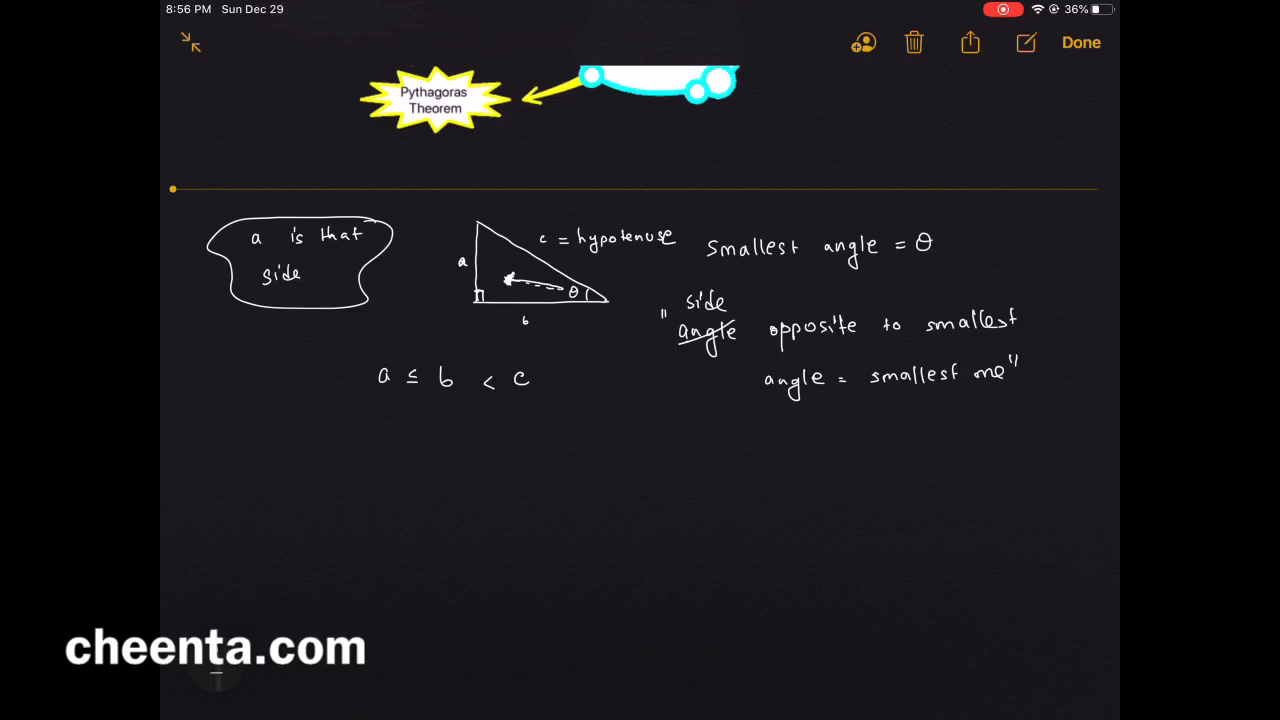 8:56 PM Sun Dec 29
36%
Done
Pythagoras
Theorem
a is that
side
c = hypotenuse
a
θ
b
smallest angle = θ
" side
angle opposite to smallest
angle = smallest one"
a ≤ b < c
cheenta.com